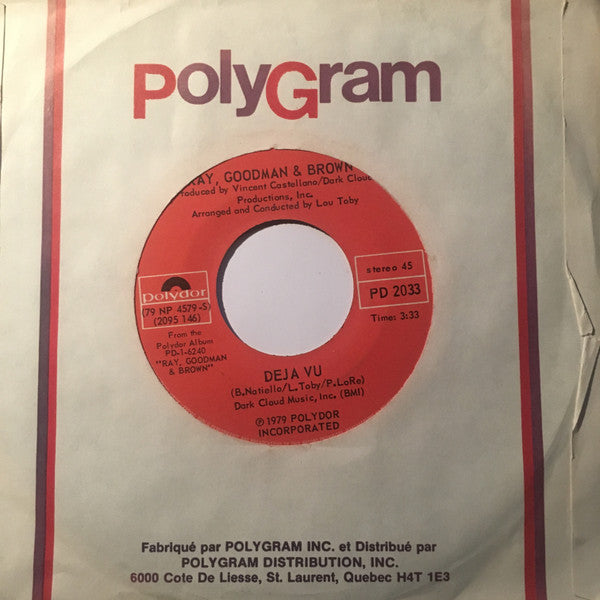 PolyGram
RAY, GOODMAN & BROWN
Produced by Vincent Castellano/Dark Cloud
Productions, Inc.
Arranged and Conducted by Lou Toby
Polydor
(79 NP 4579-S)
(2095 146)
From the
Polydor Album
PD-1-6240
"RAY, GOODMAN
& BROWN"
stereo 45
PD 2033
Time: 3:33
DEJA VU
(B.Natiello/L.Toby/P.LoRe)
Dark Cloud Music, Inc. (BMI)
℗ 1979 POLYDOR
INCORPORATED
Fabriqué par POLYGRAM INC. et Distribué par
POLYGRAM DISTRIBUTION, INC.
6000 Cote De Liesse, St. Laurent, Quebec H4T 1E3